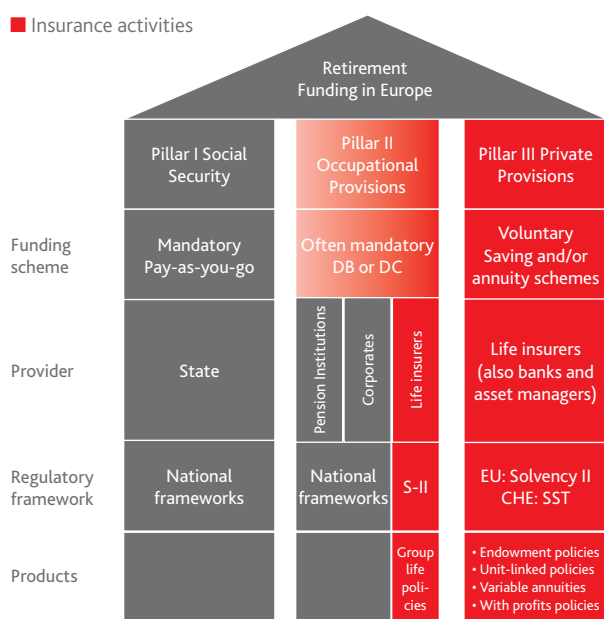 Insurance activities
Retirement
Funding in Europe
Pillar I Social
Security
Pillar II
Occupational
Provisions
Pillar III Private
Provisions
Funding
scheme
Mandatory
Pay-as-you-go
Often mandatory
DB or DC
Voluntary
Saving and/or
annuity schemes
Provider
State
Pension Institutions
Corporates
Life insurers
Life insurers
(also banks and
asset managers)
Regulatory
framework
National
frameworks
National
frameworks
S-II
EU: Solvency II
CHE: SST
Products
Group
life
poli-
cies
• Endowment policies
• Unit-linked policies
• Variable annuities
• With profits policies